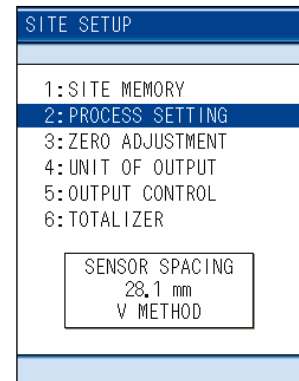 SITE SETUP
1:SITE MEMORY
2:PROCESS SETTING
3:ZERO ADJUSTMENT
4:UNIT OF OUTPUT
5:OUTPUT CONTROL
6:TOTALIZER
SENSOR SPACING
28.1 mm
V METHOD